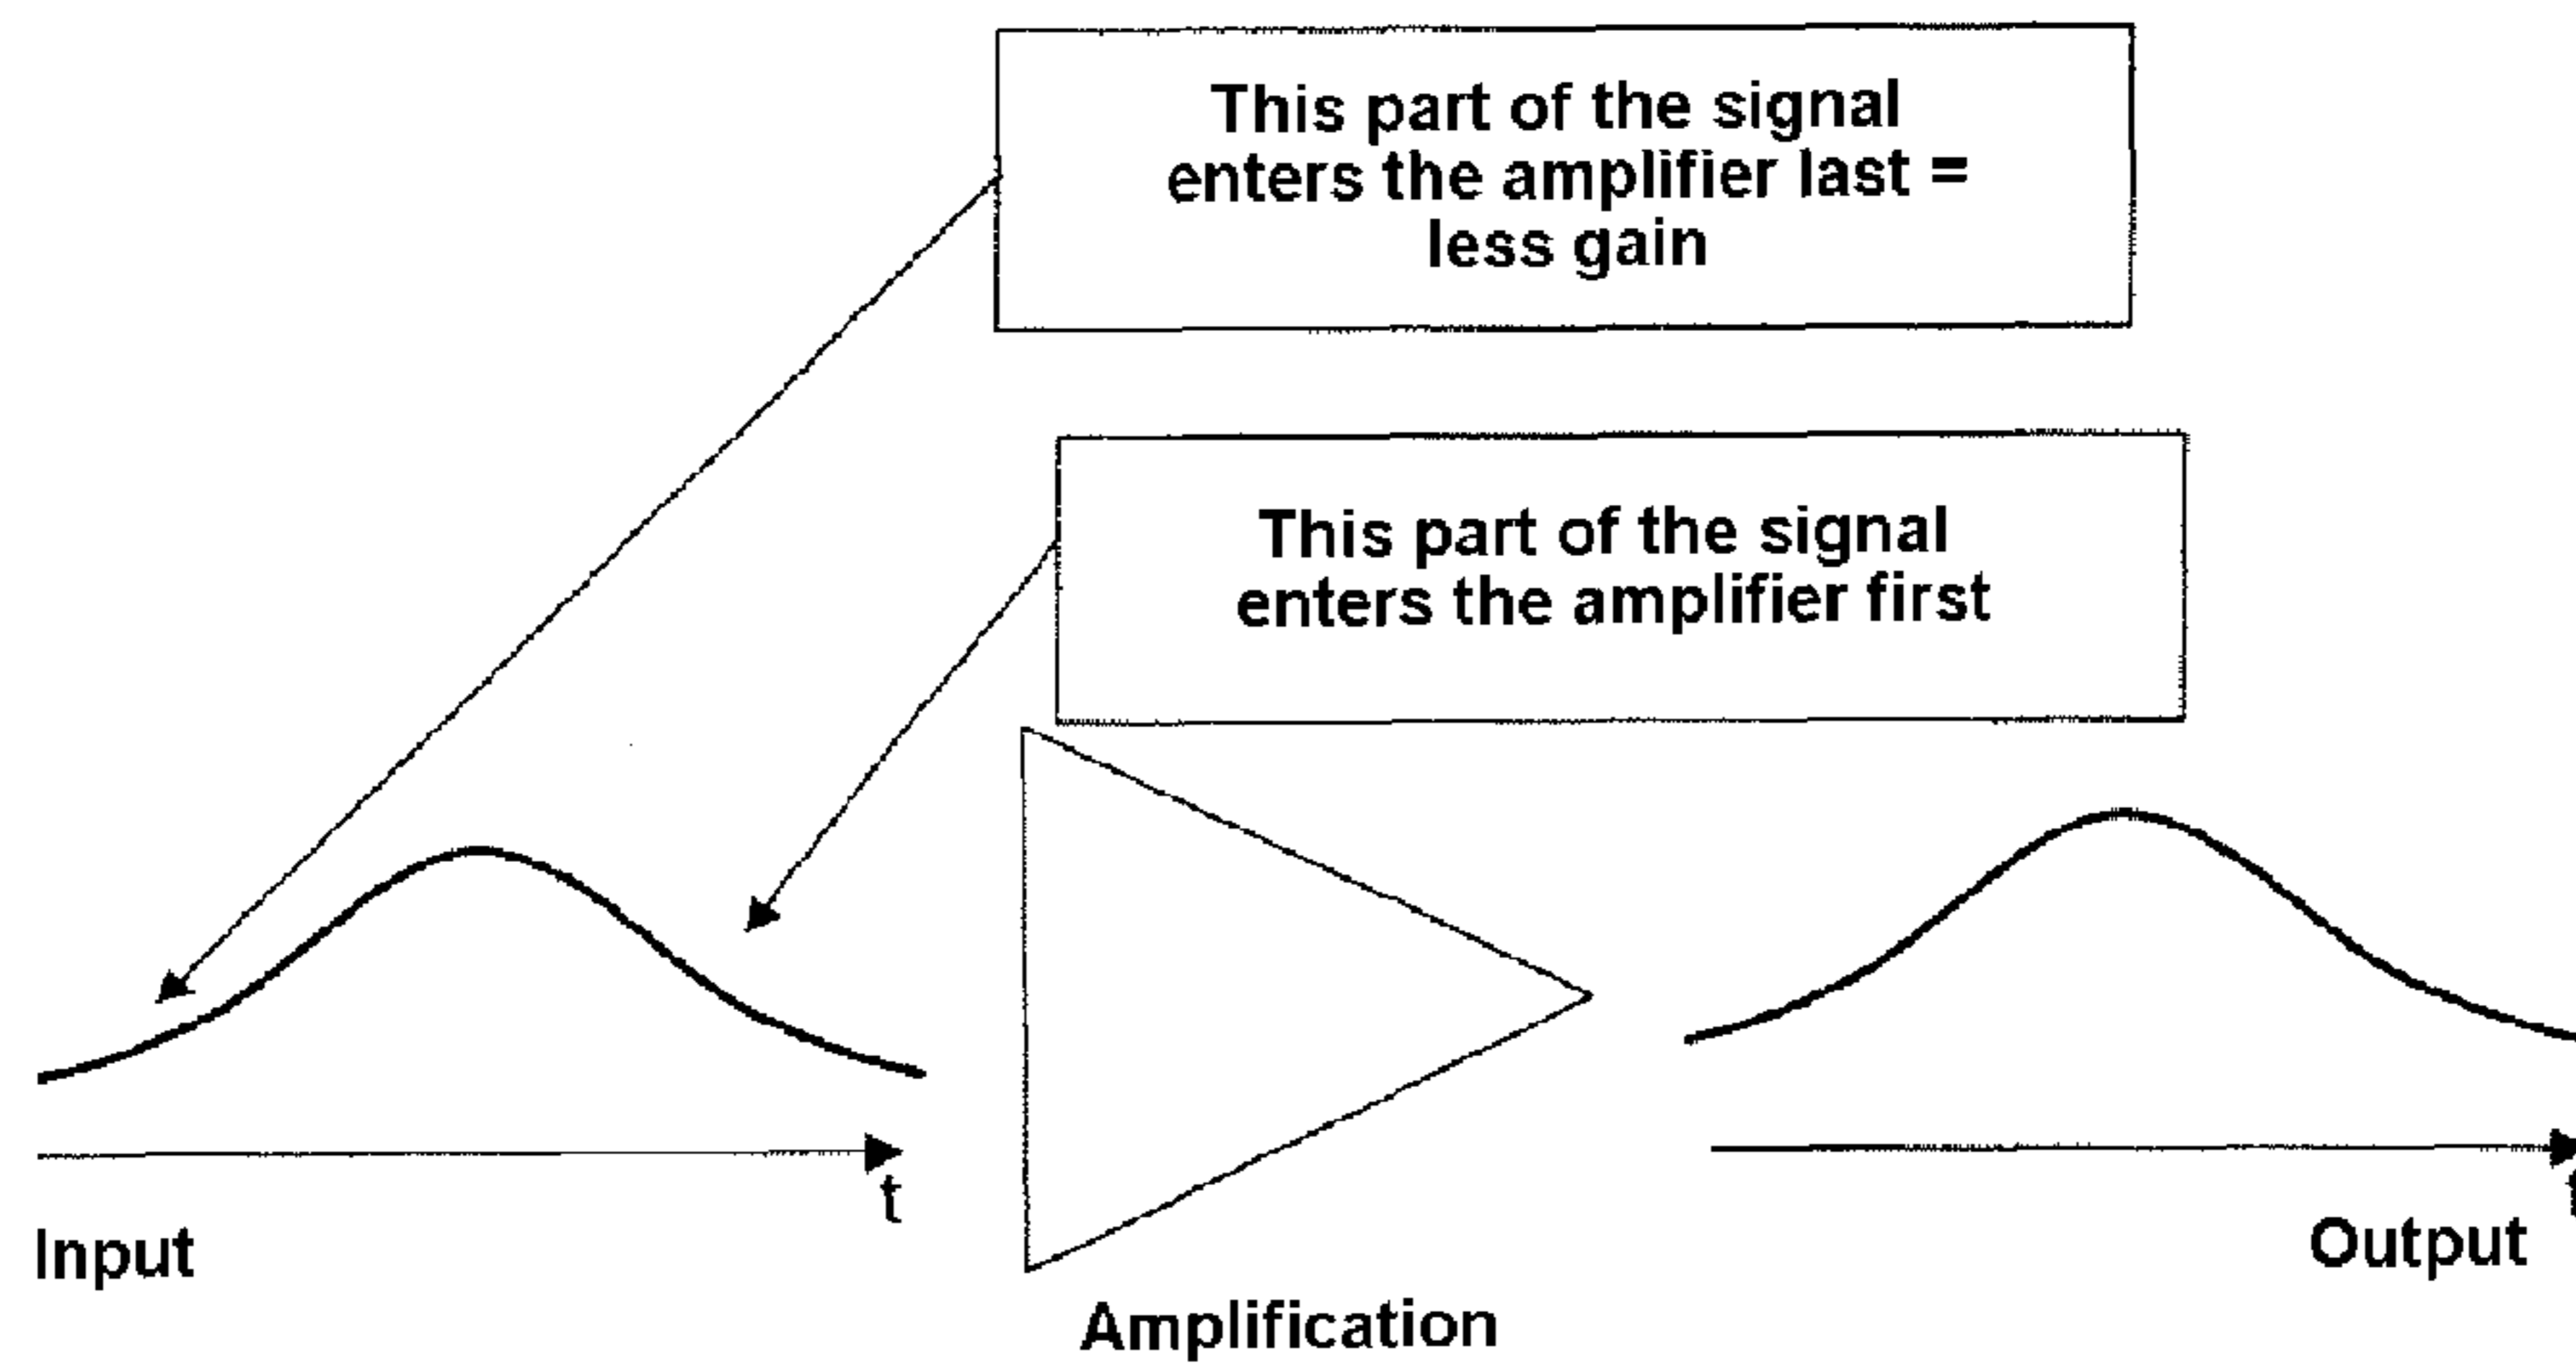 This part of the signal
enters the amplifier last =
less gain
This part of the signal
enters the amplifier first
t
Input
Amplification
Output